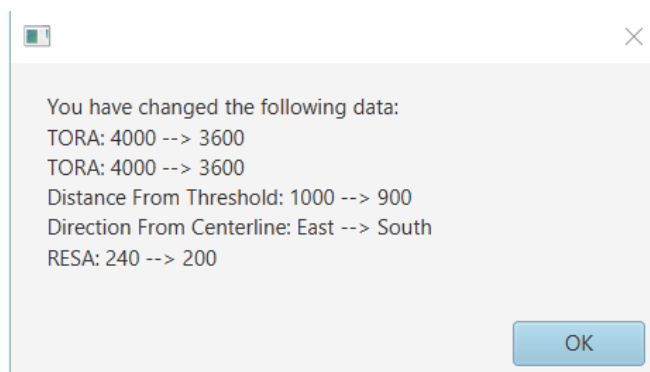 You have changed the following data:
TORA: 4000 --> 3600
TORA: 4000 --> 3600
Distance From Threshold: 1000 --> 900
Direction From Centerline: East --> South
RESA: 240 --> 200
OK